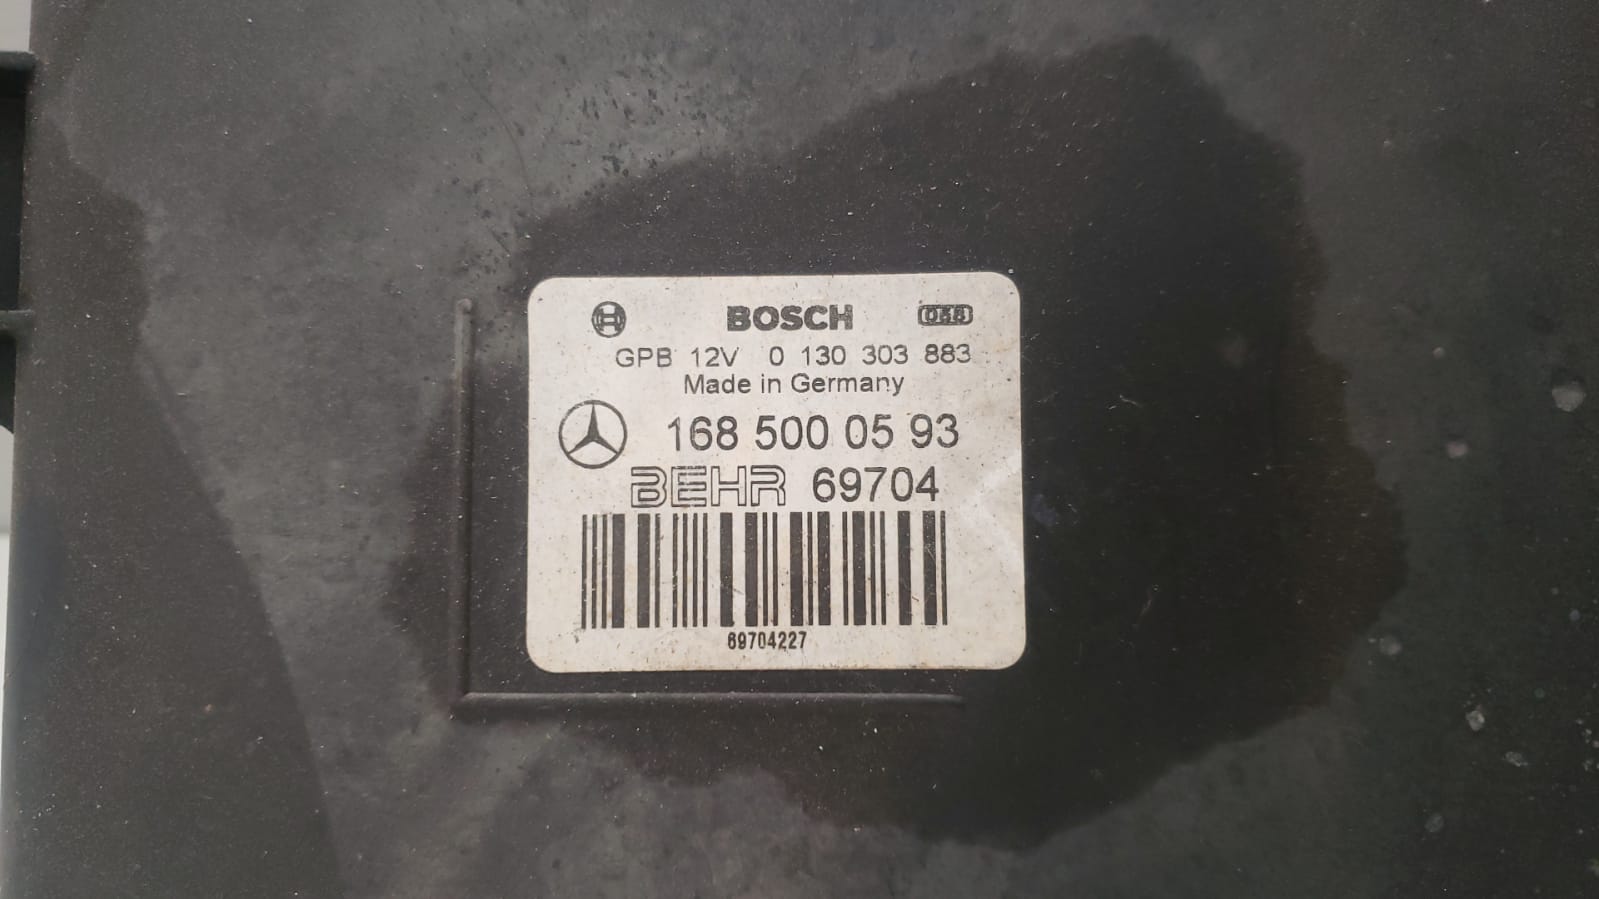 BOSCH
GPB 12V 0 130 303 883
Made in Germany
168 500 05 93
BEHR 69704
69704227